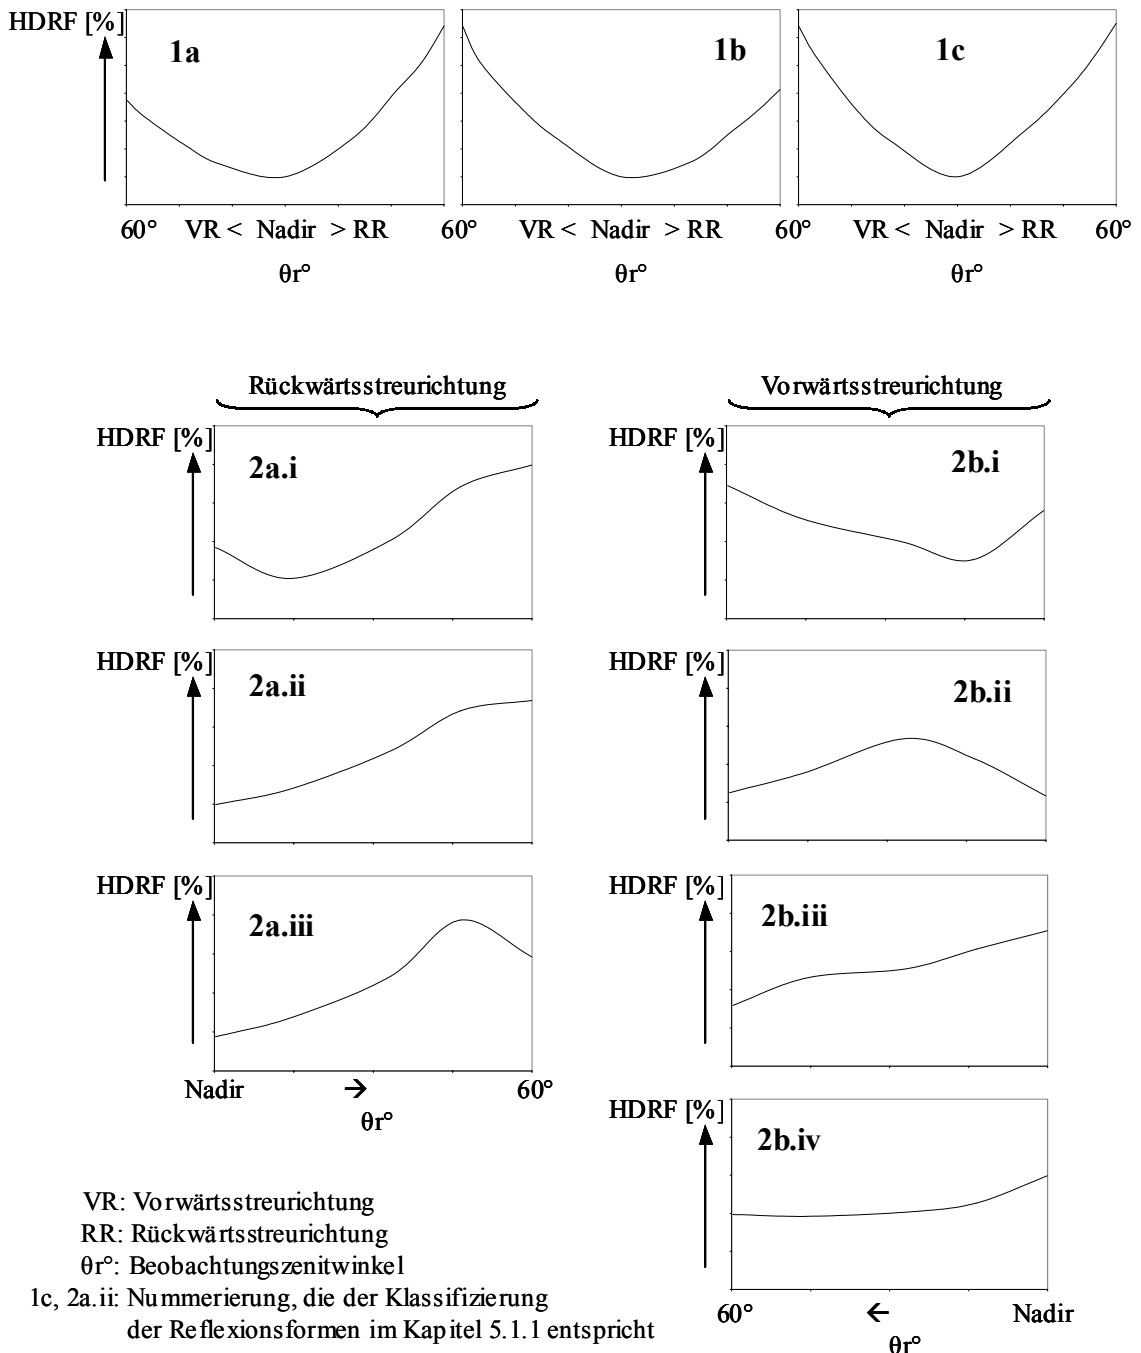 HDRF [%]
1a
1b
1c
60° VR < Nadir > RR 60° VR < Nadir > RR 60° VR < Nadir > RR 60°
θr° θr° θr°
Rückwärtsstreurichtung
Vorwärtsstreurichtung
HDRF [%]
2a.i
HDRF [%]
2b.i
HDRF [%]
2a.ii
HDRF [%]
2b.ii
HDRF [%]
2a.iii
HDRF [%]
2b.iii
Nadir → 60°
θr°
HDRF [%]
2b.iv
VR: Vorwärtsstreurichtung
RR: Rückwärtsstreurichtung
θr°: Beobachtungszenitwinkel
1c, 2a.ii: Nummerierung, die der Klassifizierung
der Reflexionsformen im Kapitel 5.1.1 entspricht
60° ← Nadir
θr°